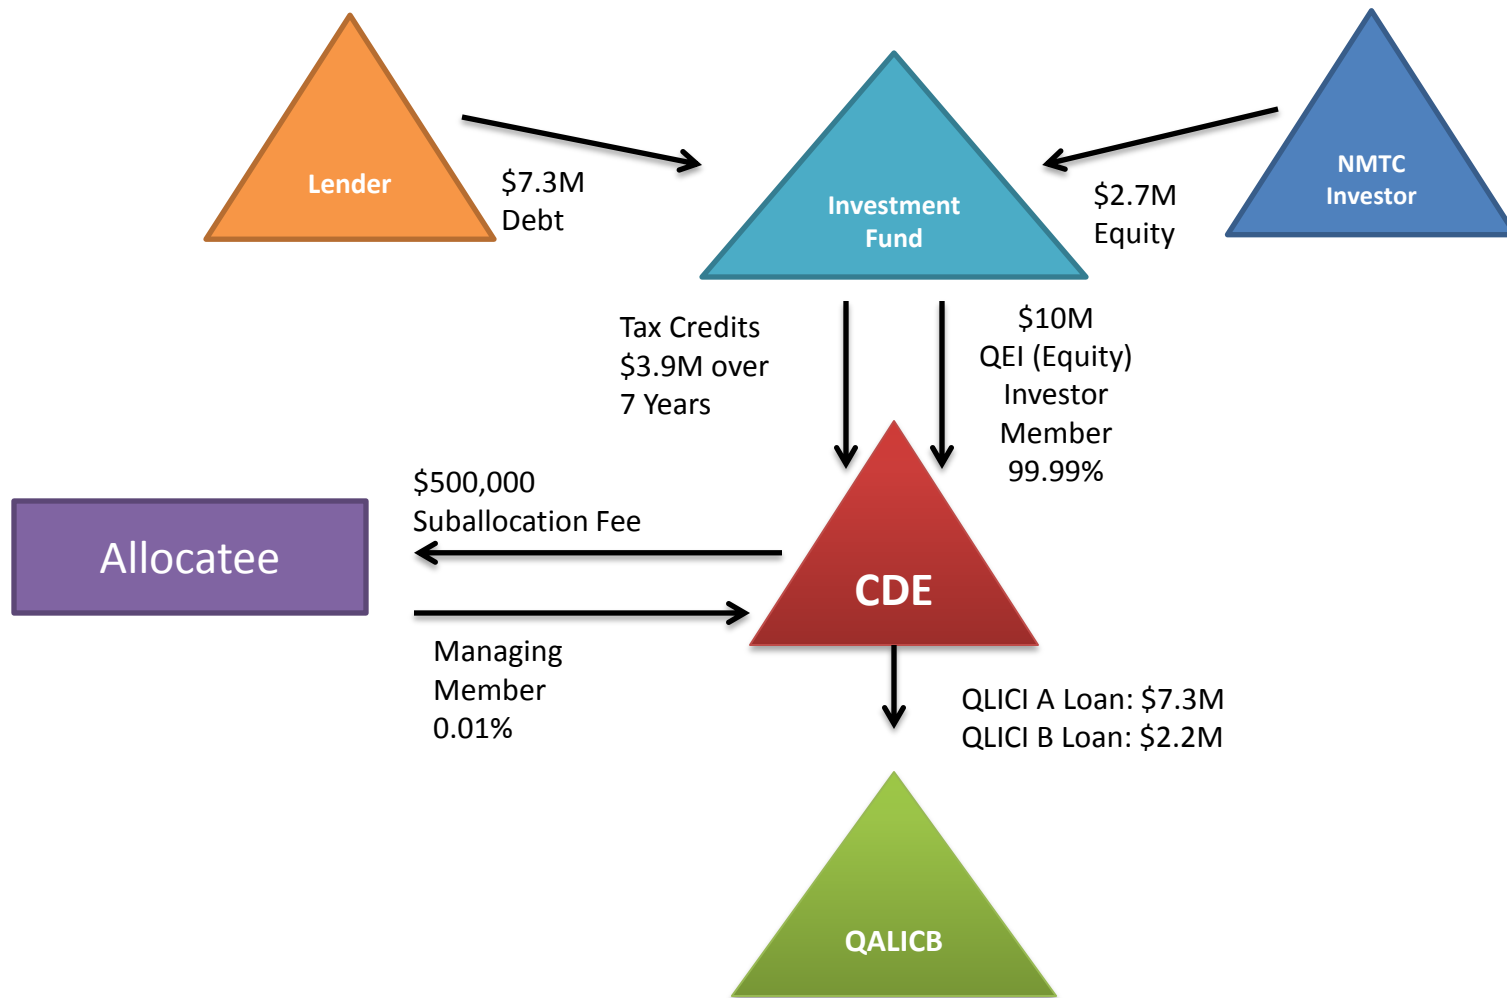 Lender
$7.3M
Debt
Investment
Fund
$2.7M
Equity
NMTC
Investor
Tax Credits
$3.9M over
7 Years
$10M
QEI (Equity)
Investor
Member
99.99%
$500,000
Suballocation Fee
Allocatee
CDE
Managing
Member
0.01%
QLICI A Loan: $7.3M
QLICI B Loan: $2.2M
QALICB